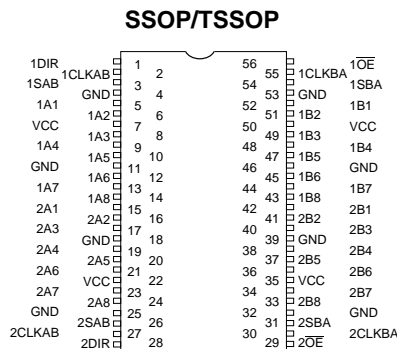 SSOP/TSSOP
1DIR 1 56 1O̅E̅
1CLKAB 2 55 1CLKBA
1SAB 3 54 1SBA
GND 4 53 GND
1A1 5 52 1B1
1A2 6 51 1B2
VCC 7 50 VCC
1A3 8 49 1B3
1A4 9 48 1B4
1A5 10 47 1B5
GND 11 46 GND
1A6 12 45 1B6
1A7 13 44 1B7
1A8 14 43 1B8
2A1 15 42 2B1
2A2 16 41 2B2
2A3 17 40 2B3
GND 18 39 GND
2A4 19 38 2B4
2A5 20 37 2B5
2A6 21 36 2B6
VCC 22 35 VCC
2A7 23 34 2B7
2A8 24 33 2B8
GND 25 32 GND
2SAB 26 31 2SBA
2CLKAB 27 30 2CLKBA
2DIR 28 29 2O̅E̅